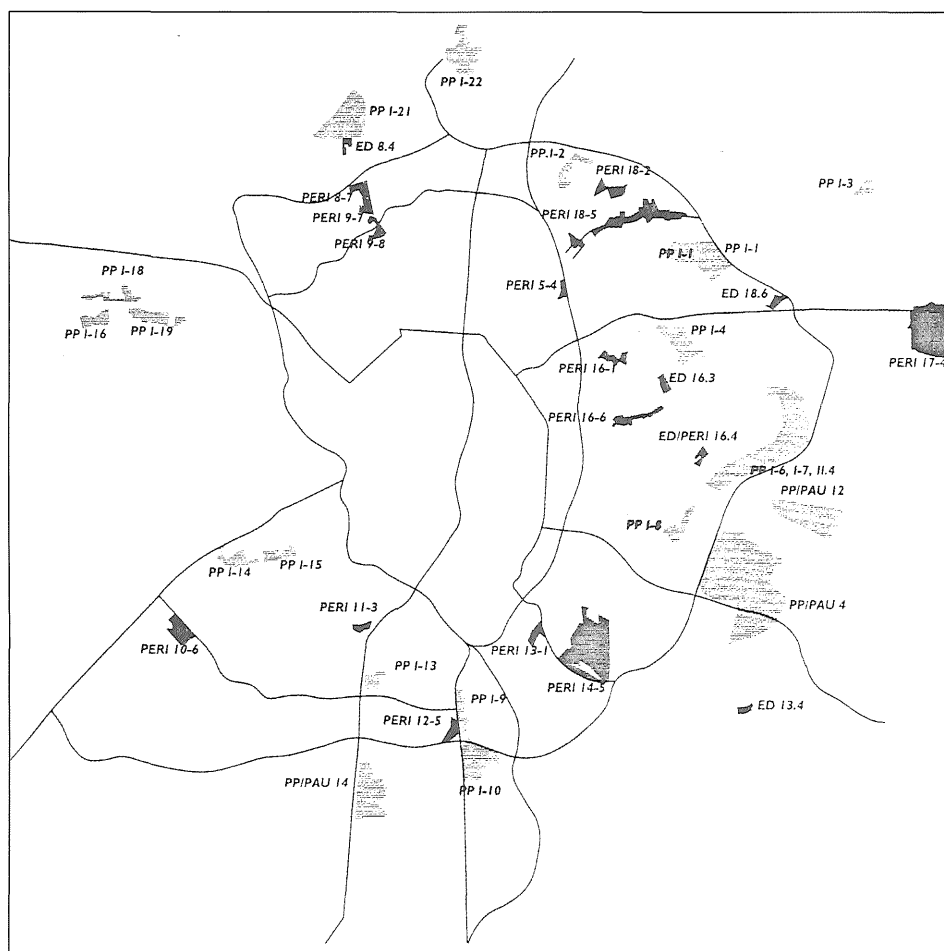 PP I-22
PP I-21
ED 8.4
PP.I-2
PERI 18-2
PP I-3
PERI 8-7
PERI 9-7
PERI 18-5
PERI 9-8
PP I-1
PP I-1
PP I-18
PERI 5-4
ED 18.6
PP I-16
PP I-19
PP I-4
PERI 16-1
PERI 17-4
ED 16.3
PERI 16-6
ED/PERI 16.4
PP I-6, I-7, II.4
PP/PAU 12
PP I-8
PP I-14
PP I-15
PP/PAU 4
PERI 11-3
PERI 10-6
PERI 13-1
PP I-13
PERI 14-5
PP I-9
ED 13.4
PERI 12-5
PP/PAU 14
PP I-10